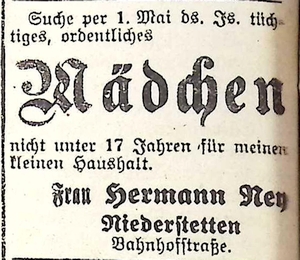 Suche per 1. Mai ds. Js. tüch-
tiges, ordentliches
Mädchen
nicht unter 17 Jahren für meinen
kleinen Haushalt.
Frau Hermann Ney
Niederstetten
Bahnhofstraße.